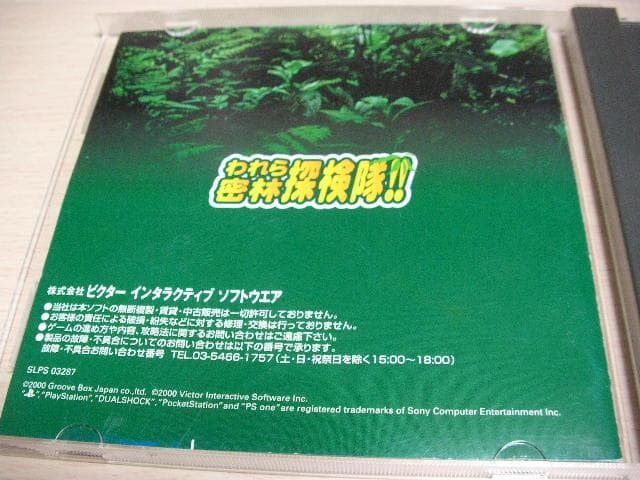 われら
密林探検隊!!
株式会社 ビクター インタラクティブ ソフトウエア
●当社は本ソフトの無断複製・賃貸・中古販売は一切許可しておりません。
●お客様の責任による破損・紛失などに対する修理・交換は行っておりません。
●ゲームの進め方や内容、攻略法に関するお問い合わせはご遠慮下さい。
●製品の故障・不具合についてのお問い合わせは以下の番号で承ります。
故障・不具合お問い合わせ番号 TEL.03-5466-1757(土・日・祝祭日を除く15:00~18:00)
SLPS 03287
©2000 Groove Box Japan co.,ltd. ©2000 Victor Interactive Software Inc.
"PlayStation", "DUALSHOCK", "PocketStation" and "PS one" are registered trademarks of Sony Computer Entertainment Inc.